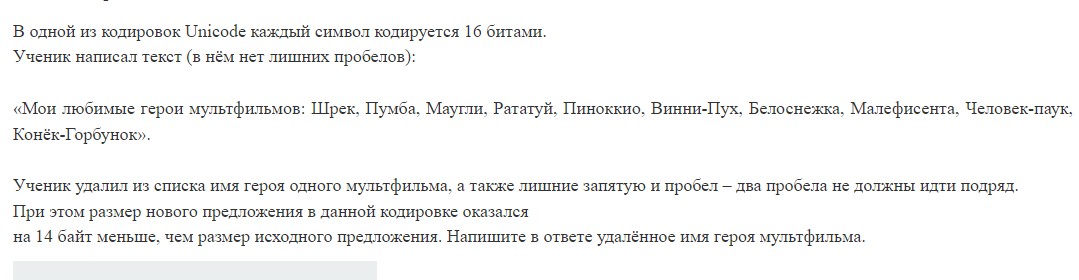 В одной из кодировок Unicode каждый символ кодируется 16 битами.
Ученик написал текст (в нём нет лишних пробелов):
«Мои любимые герои мультфильмов: Шрек, Пумба, Маугли, Рататуй, Пиноккио, Винни-Пух, Белоснежка, Малефисента, Человек-паук,
Конёк-Горбунок».
Ученик удалил из списка имя героя одного мультфильма, а также лишние запятую и пробел – два пробела не должны идти подряд.
При этом размер нового предложения в данной кодировке оказался
на 14 байт меньше, чем размер исходного предложения. Напишите в ответе удалённое имя героя мультфильма.